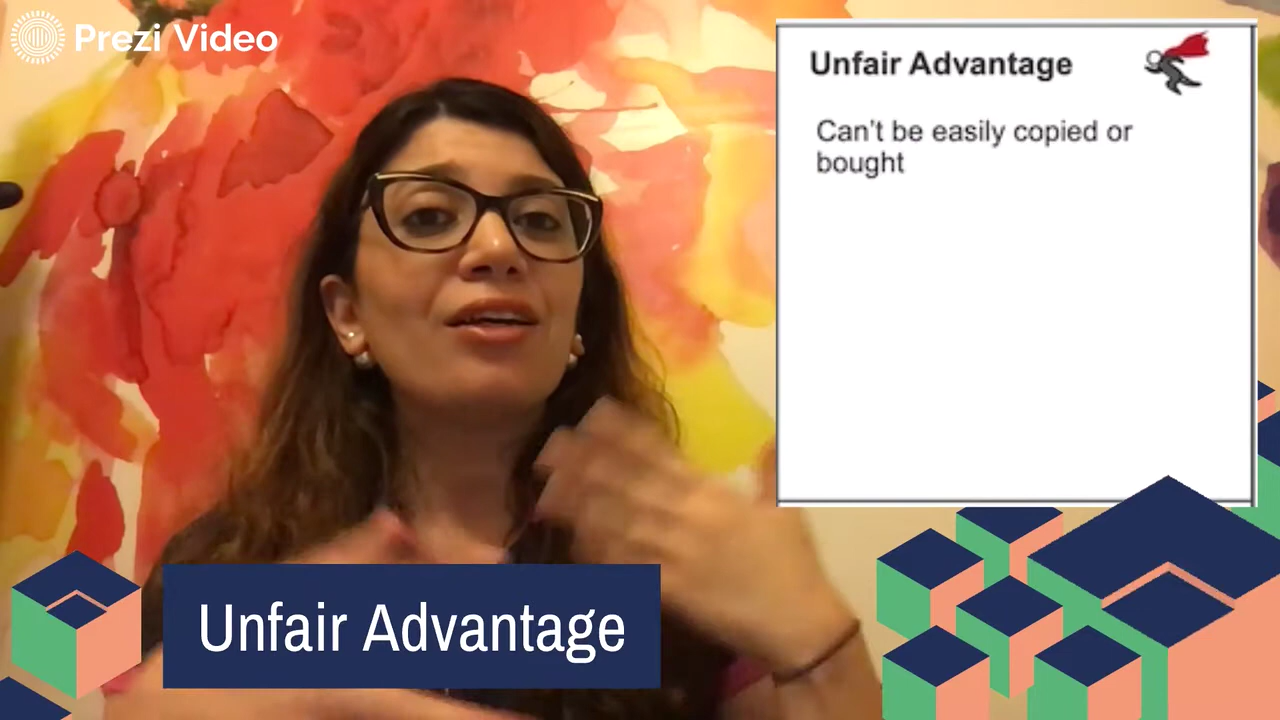 Prezi Video
Unfair Advantage
Can't be easily copied or
bought
Unfair Advantage